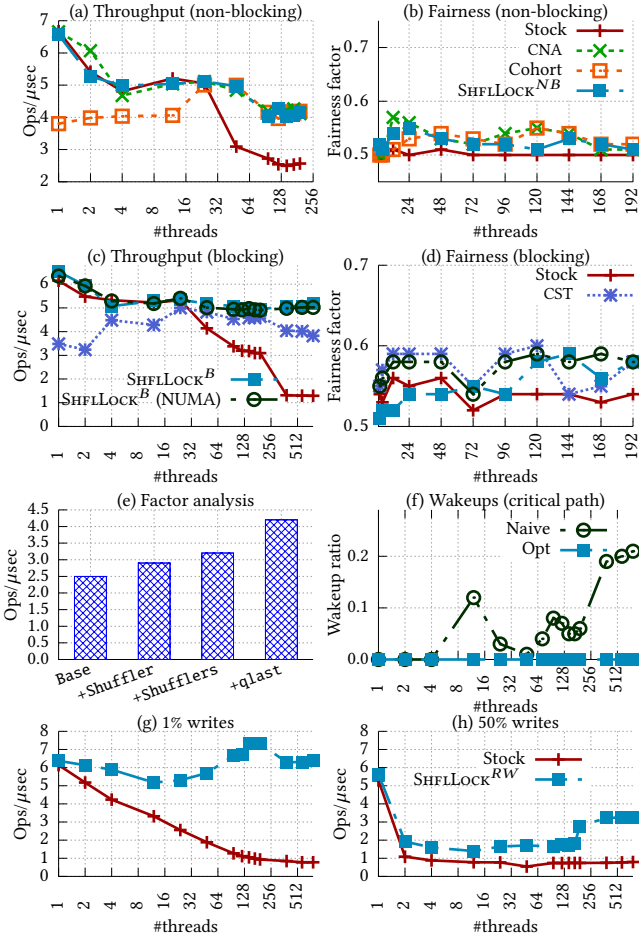 (a) Throughput (non-blocking)
Ops/μsec
7
6
5
4
3
2
1
2
4
8
16
32
64
128
256
#threads
(b) Fairness (non-blocking)
Fairness factor
0.7
0.6
0.5
Stock
CNA
Cohort
SHFLLOCK^NB
24
48
72
96
120
144
168
192
#threads
(c) Throughput (blocking)
Ops/μsec
6
5
4
3
2
1
0
SHFLLOCK^B
SHFLLOCK^B (NUMA)
1
2
4
8
16
32
64
128
256
512
#threads
(d) Fairness (blocking)
Fairness factor
0.7
0.6
0.5
Stock
CST
24
48
72
96
120
144
168
192
#threads
(e) Factor analysis
Ops/μsec
4.5
4.0
3.5
3.0
2.5
2.0
1.5
1.0
0.5
0.0
Base
+Shuffler
+Shufflers
+qlast
(f) Wakeups (critical path)
Wakeup ratio
0.2
0.1
0.0
Naive
Opt
1
2
4
8
16
32
64
128
256
512
#threads
(g) 1% writes
Ops/μsec
8
7
6
5
4
3
2
1
0
1
2
4
8
16
32
64
128
256
512
#threads
(h) 50% writes
Ops/μsec
8
7
6
5
4
3
2
1
0
Stock
SHFLLOCK^RW
1
2
4
8
16
32
64
128
256
512
#threads